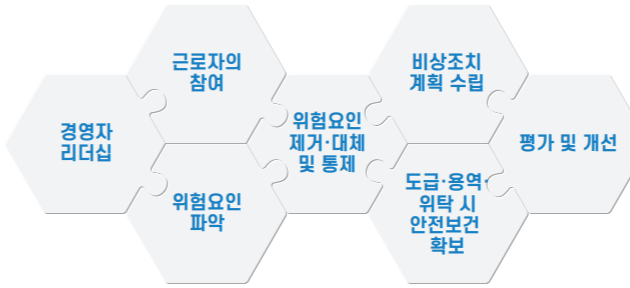 경영자
리더십
근로자의
참여
위험요인
파악
위험요인
제거·대체
및 통제
비상조치
계획 수립
도급·용역·
위탁 시
안전보건
확보
평가 및 개선